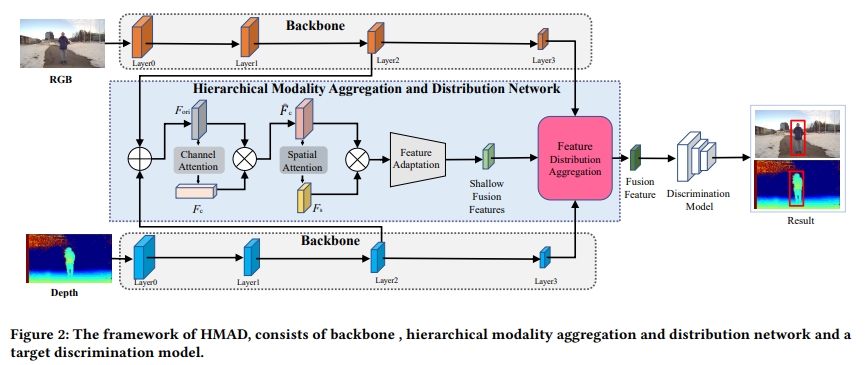 Backbone
RGB
Layer0
Layer1
Layer2
Layer3
Hierarchical Modality Aggregation and Distribution Network
F_ori
F̃_c
Channel
Attention
Spatial
Attention
Feature
Adaptation
Feature
Distribution
Aggregation
F_c
F_s
Shallow
Fusion
Features
Fusion
Feature
Discrimination
Model
Result
Backbone
Depth
Layer0
Layer1
Layer2
Layer3
Figure 2: The framework of HMAD, consists of backbone , hierarchical modality aggregation and distribution network and a
target discrimination model.